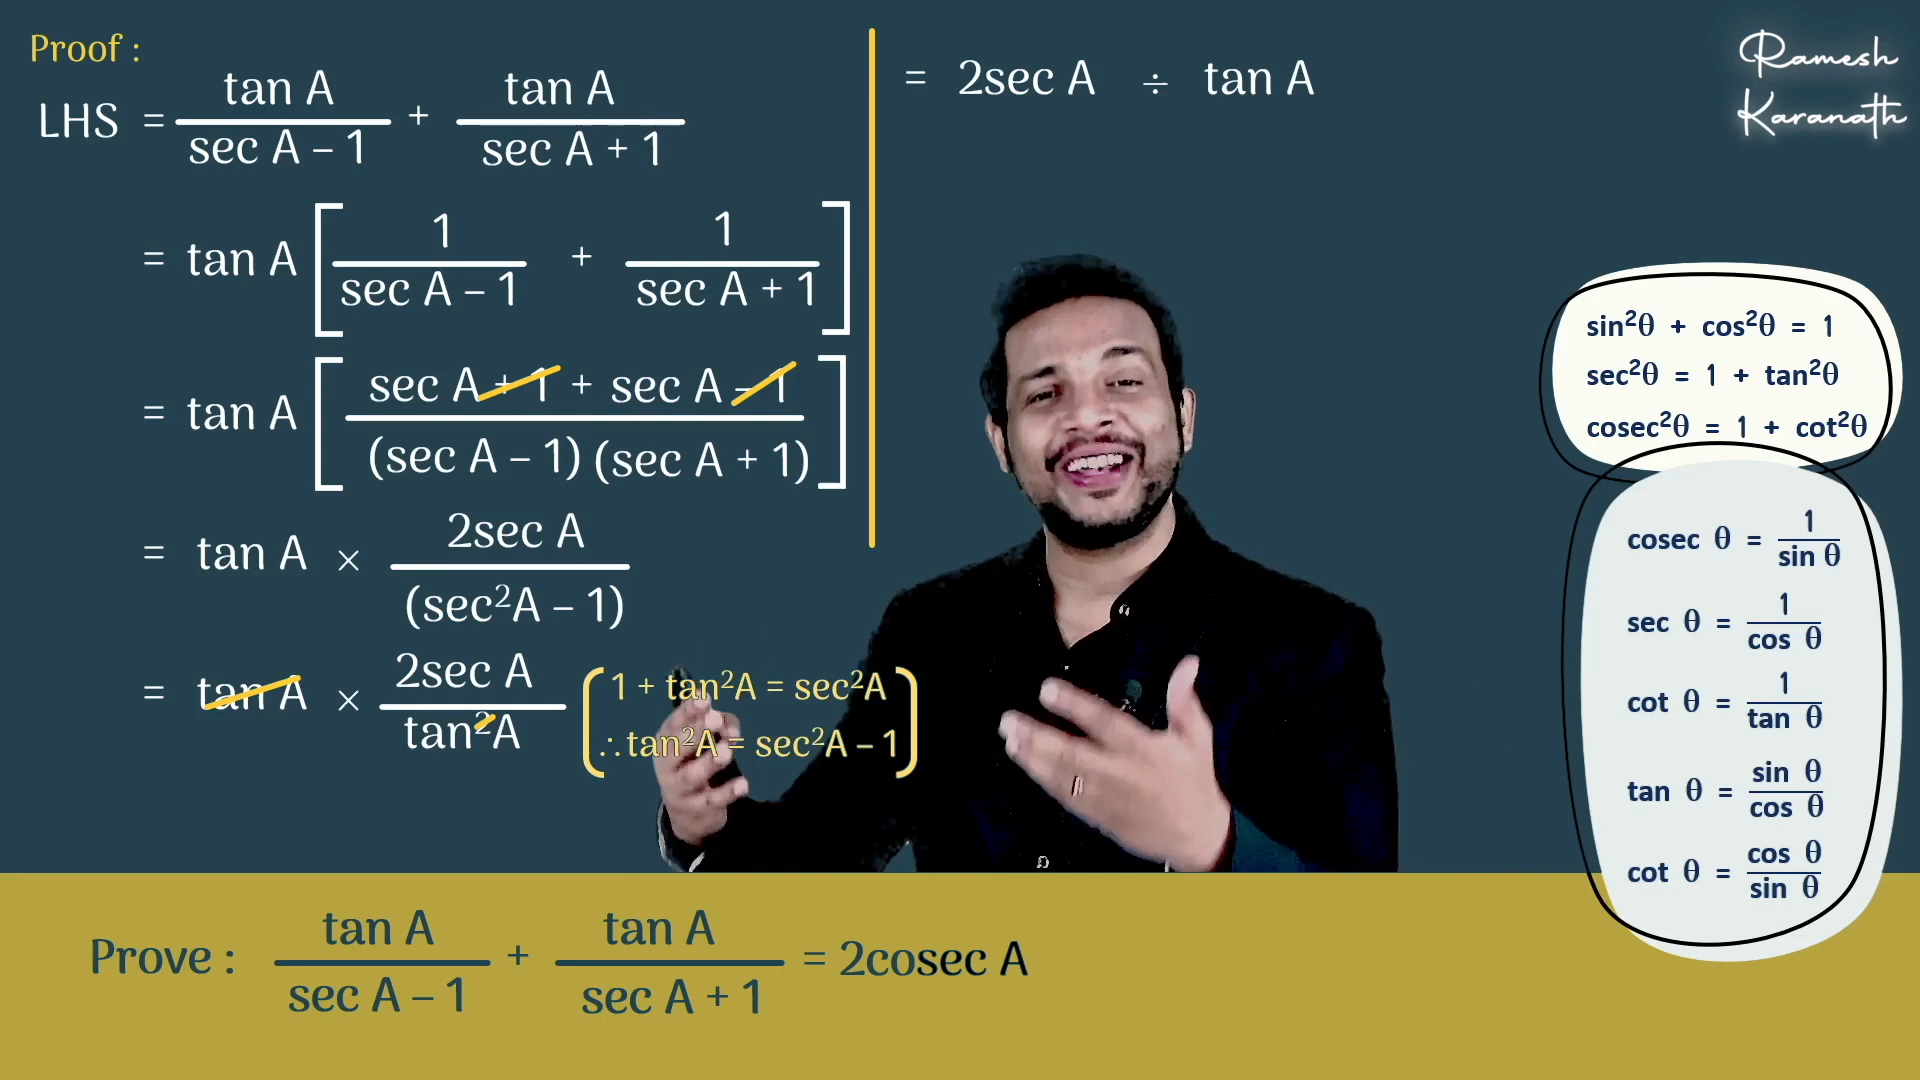 Proof :
LHS = tan A / sec A – 1 + tan A / sec A + 1
= tan A [ 1 / sec A – 1 + 1 / sec A + 1 ]
= tan A [ sec A + 1 + sec A – 1 / (sec A – 1) (sec A + 1) ]
= tan A × 2sec A / (sec²A – 1)
= tan A × 2sec A / tan²A
( 1 + tan²A = sec²A
∴ tan²A = sec²A – 1 )
= 2sec A ÷ tan A
Ramesh
Karanath
sin²θ + cos²θ = 1
sec²θ = 1 + tan²θ
cosec²θ = 1 + cot²θ
cosec θ = 1 / sin θ
sec θ = 1 / cos θ
cot θ = 1 / tan θ
tan θ = sin θ / cos θ
cot θ = cos θ / sin θ
Prove : tan A / sec A – 1 + tan A / sec A + 1 = 2cosec A